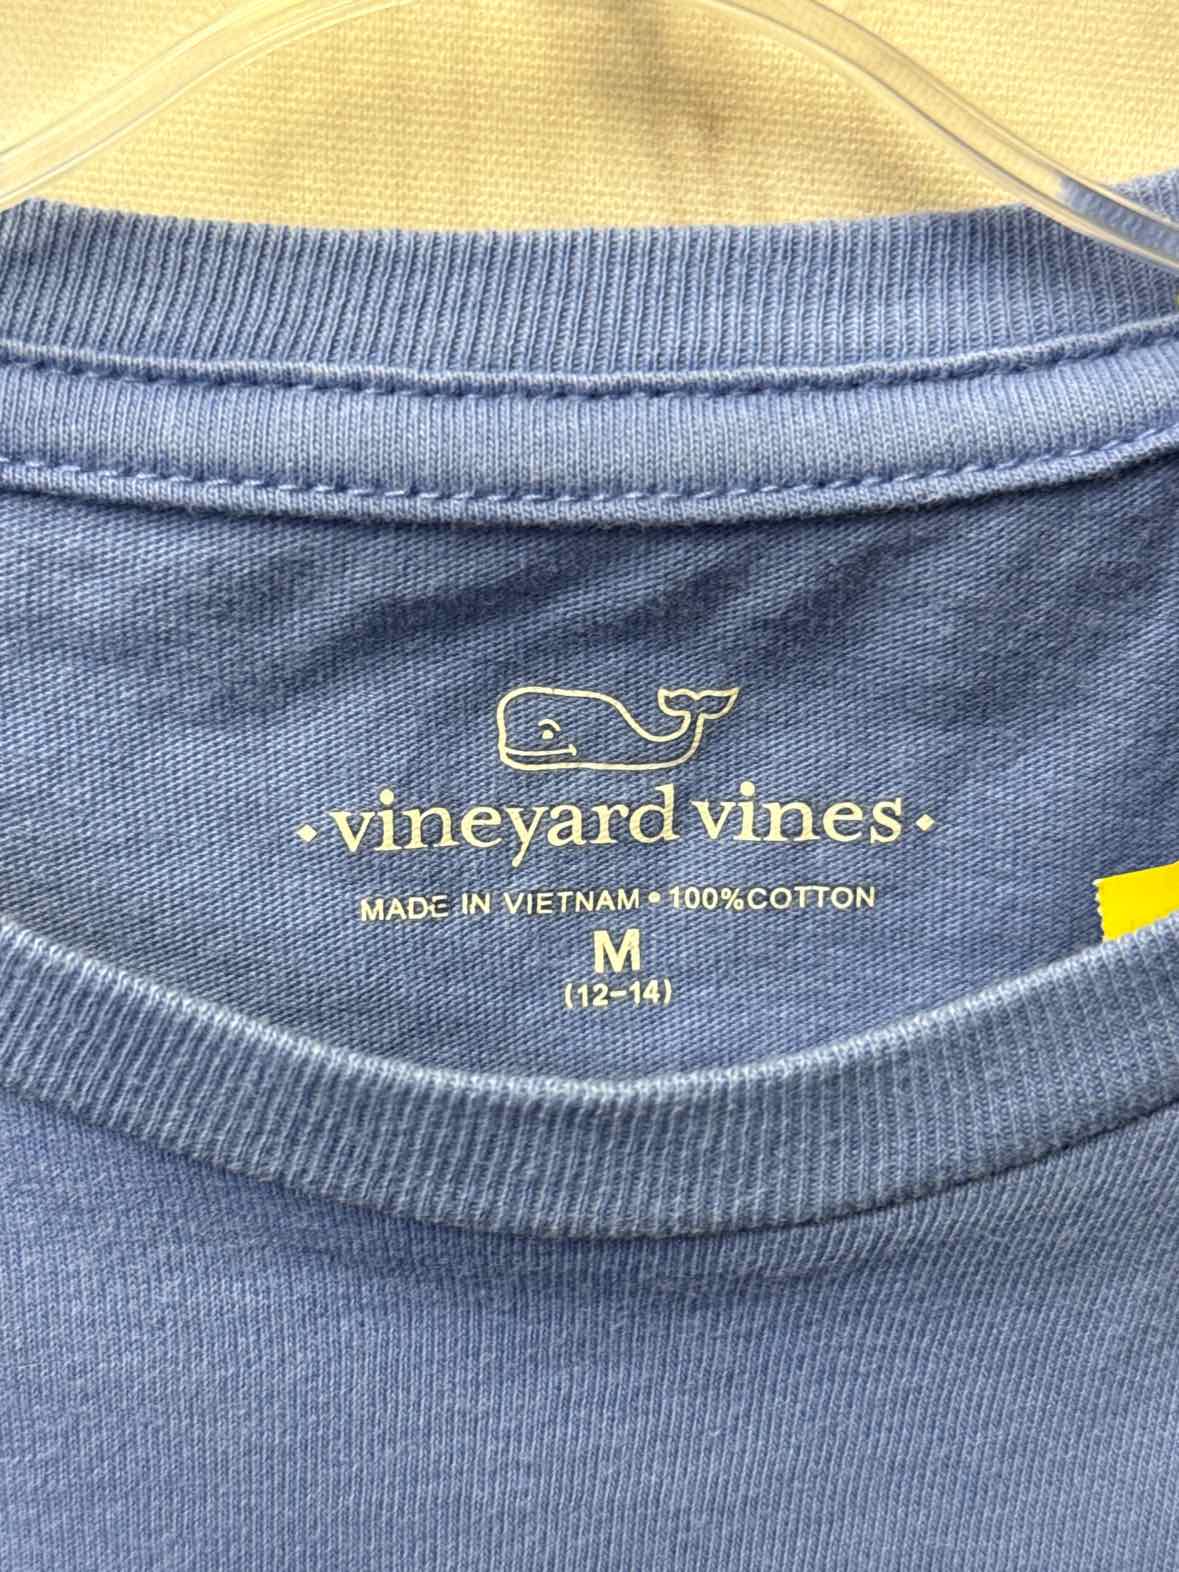 vineyard vines
MADE IN VIETNAM • 100%COTTON
M
(12-14)